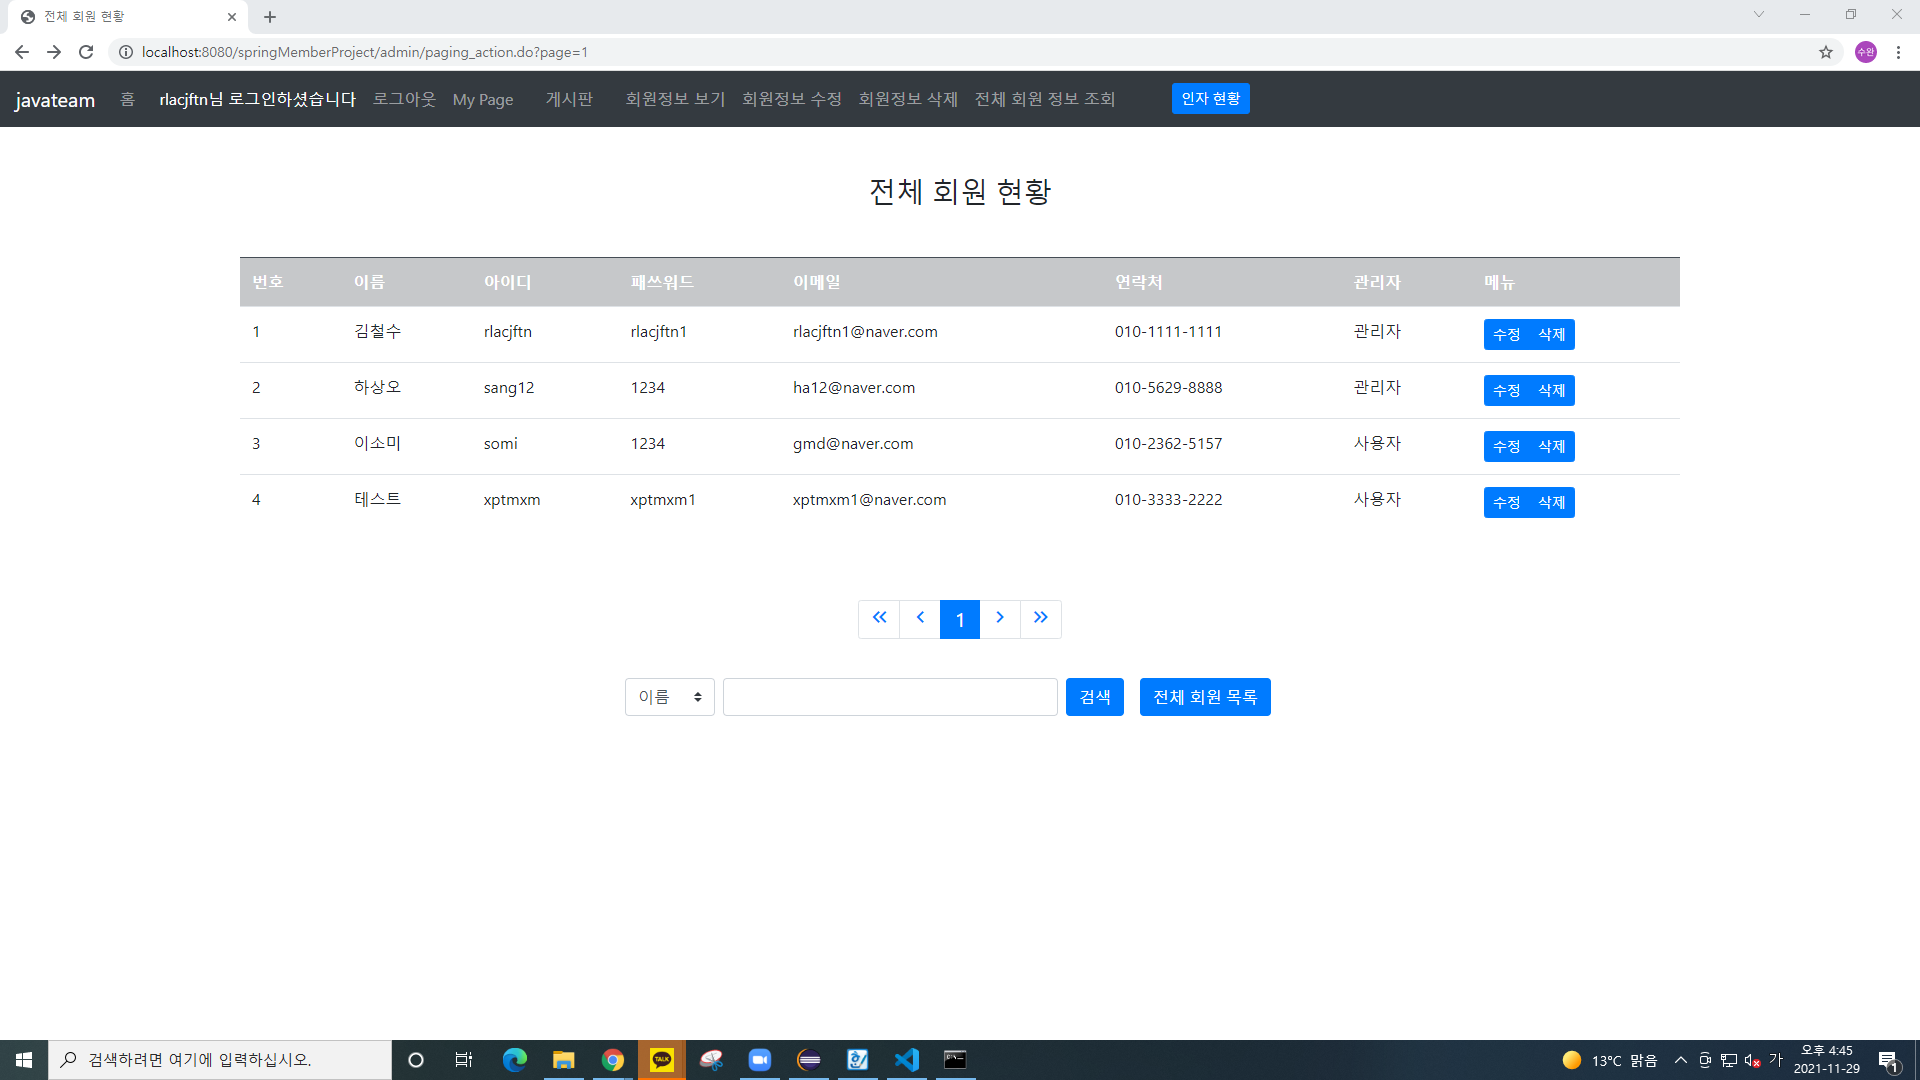 전체 회원 현황
localhost:8080/springMemberProject/admin/paging_action.do?page=1
수완
javateam 홈 rlacjftn님 로그인하셨습니다 로그아웃 My Page 게시판 회원정보 보기 회원정보 수정 회원정보 삭제 전체 회원 정보 조회 인자 현황
전체 회원 현황
번호 이름 아이디 패쓰워드 이메일 연락처 관리자 메뉴
1 김철수 rlacjftn rlacjftn1 rlacjftn1@naver.com 010-1111-1111 관리자 수정 삭제
2 하상오 sang12 1234 ha12@naver.com 010-5629-8888 관리자 수정 삭제
3 이소미 somi 1234 gmd@naver.com 010-2362-5157 사용자 수정 삭제
4 테스트 xptmxm xptmxm1 xptmxm1@naver.com 010-3333-2222 사용자 수정 삭제
« ‹ 1 › »
이름 검색 전체 회원 목록
검색하려면 여기에 입력하십시오.
TALK
13°C 맑음
가
오후 4:45
2021-11-29
1